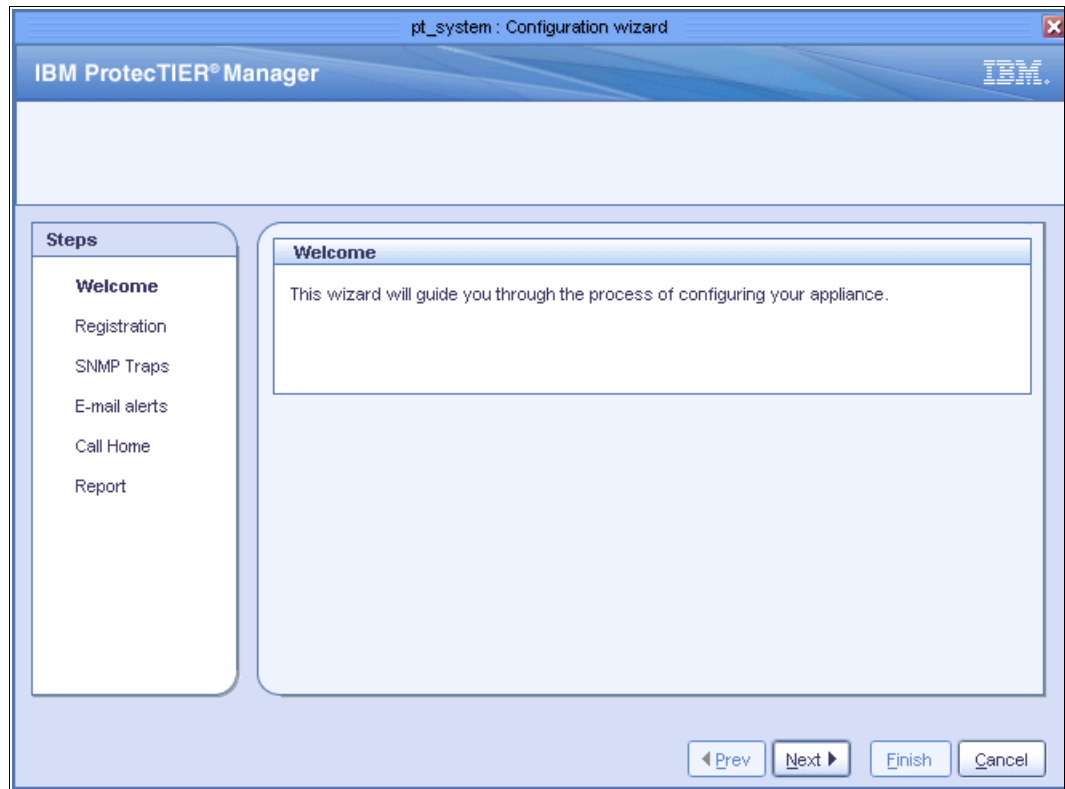 pt_system : Configuration wizard
IBM ProtecTIER® Manager
IBM.
Steps
Welcome
Registration
SNMP Traps
E-mail alerts
Call Home
Report
Welcome
This wizard will guide you through the process of configuring your appliance.
Prev
Next
Finish
Cancel